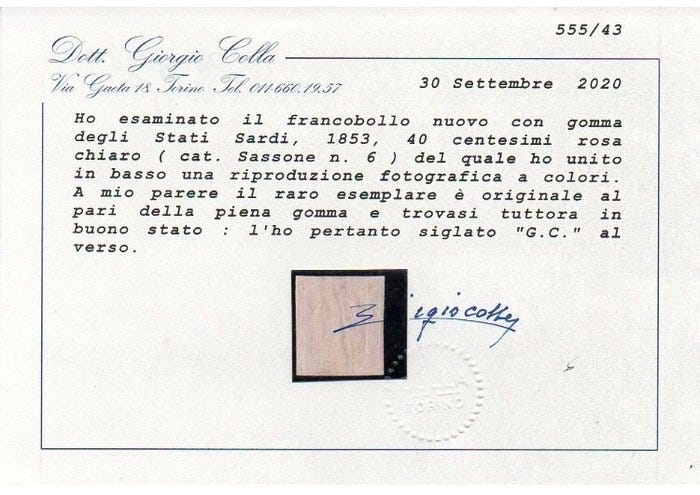 555/43
Dott. Giorgio Colla
Via Gaeta 18 Torino Tel. 011-660.19.57
30 Settembre 2020
Ho esaminato il francobollo nuovo con gomma
degli Stati Sardi, 1853, 40 centesimi rosa
chiaro ( cat. Sassone n. 6 ) del quale ho unito
in basso una riproduzione fotografica a colori.
A mio parere il raro esemplare è originale al
pari della piena gomma e trovasi tuttora in
buono stato : l'ho pertanto siglato "G.C." al
verso.
TORINO